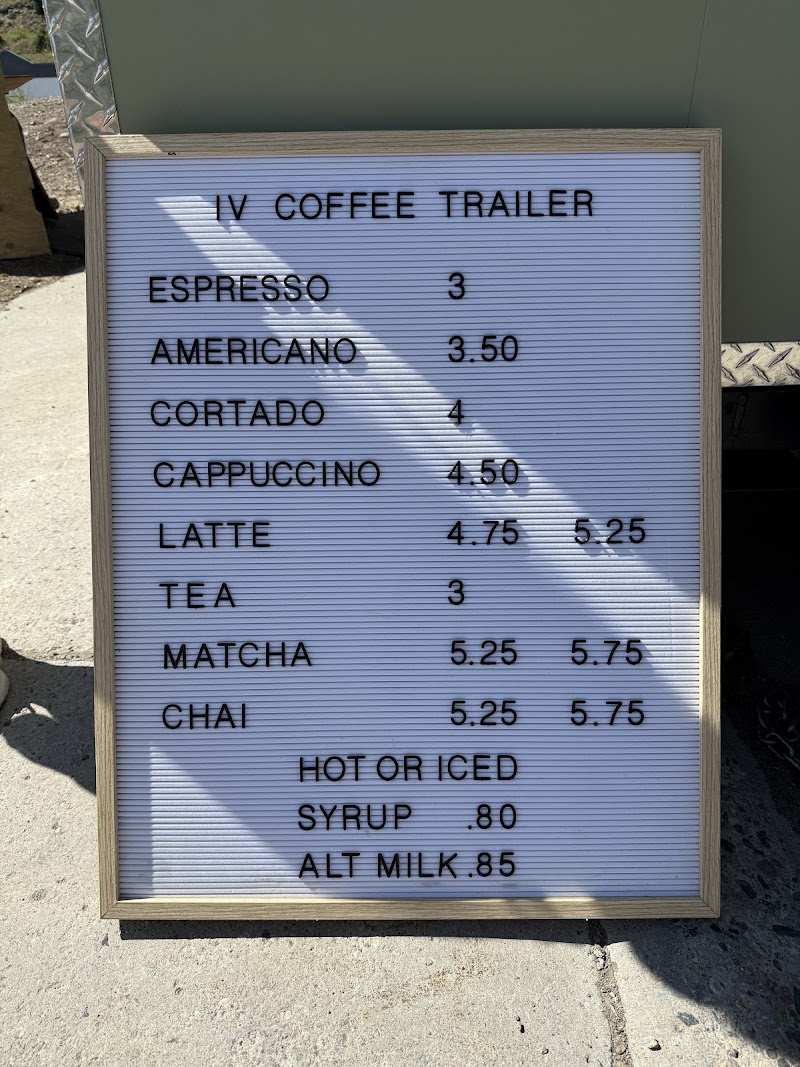 IV COFFEE TRAILER
ESPRESSO 3
AMERICANO 3.50
CORTADO 4
CAPPUCCINO 4.50
LATTE 4.75 5.25
TEA 3
MATCHA 5.25 5.75
CHAI 5.25 5.75
HOT OR ICED
SYRUP .80
ALT MILK .85